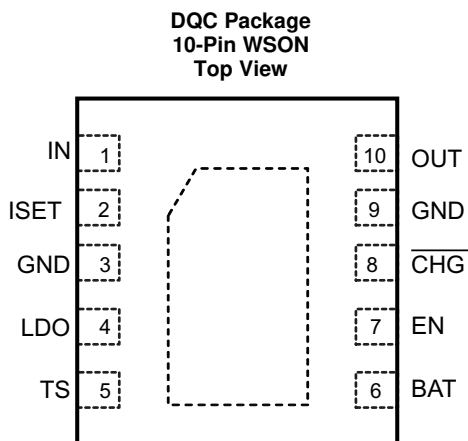 DQC Package
10-Pin WSON
Top View
IN 1 10 OUT
ISET 2 9 GND
GND 3 8 CHG
LDO 4 7 EN
TS 5 6 BAT